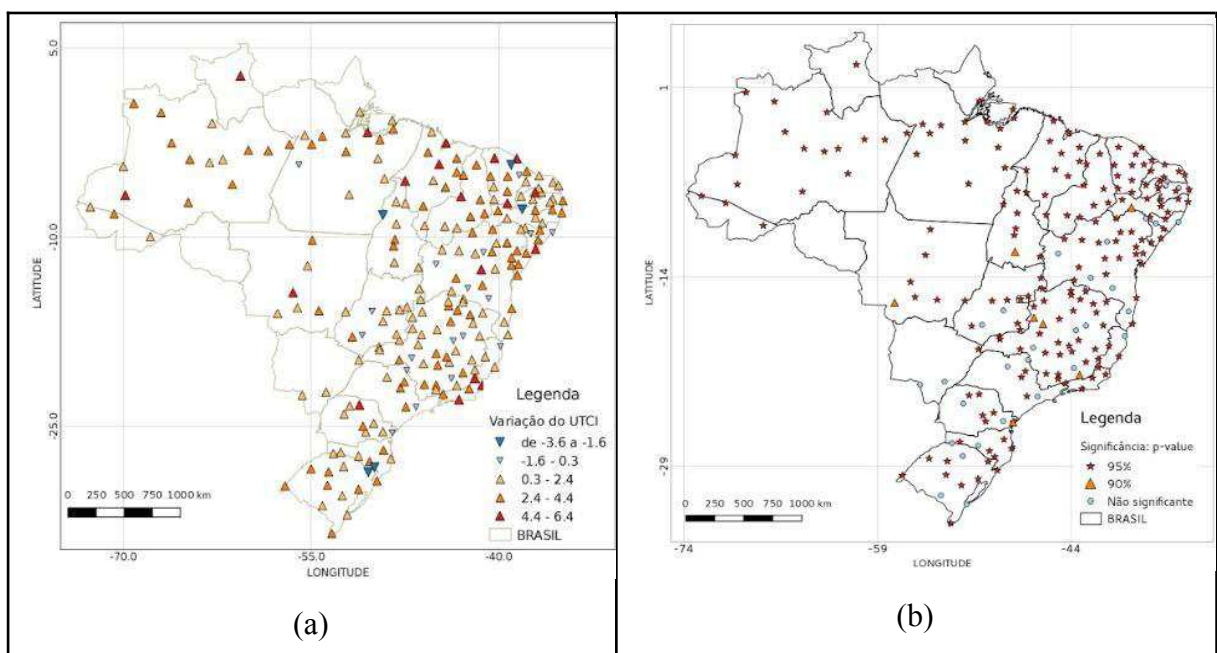 5.0
10.0
LATITUDE
25.0
-70.0
-55.0
-40.0
LONGITUDE
0 250 500 750 1000 km
Legenda
Variação do UTCI
de -3.6 a -1.6
-1.6 - 0.3
0.3 - 2.4
2.4 - 4.4
4.4 - 6.4
BRASIL
(a)
1
-14
LATITUDE
-29
-74
-59
-44
LONGITUDE
0 250 500 750 1000 km
Legenda
Significância: p-value
95%
90%
Não significante
BRASIL
(b)